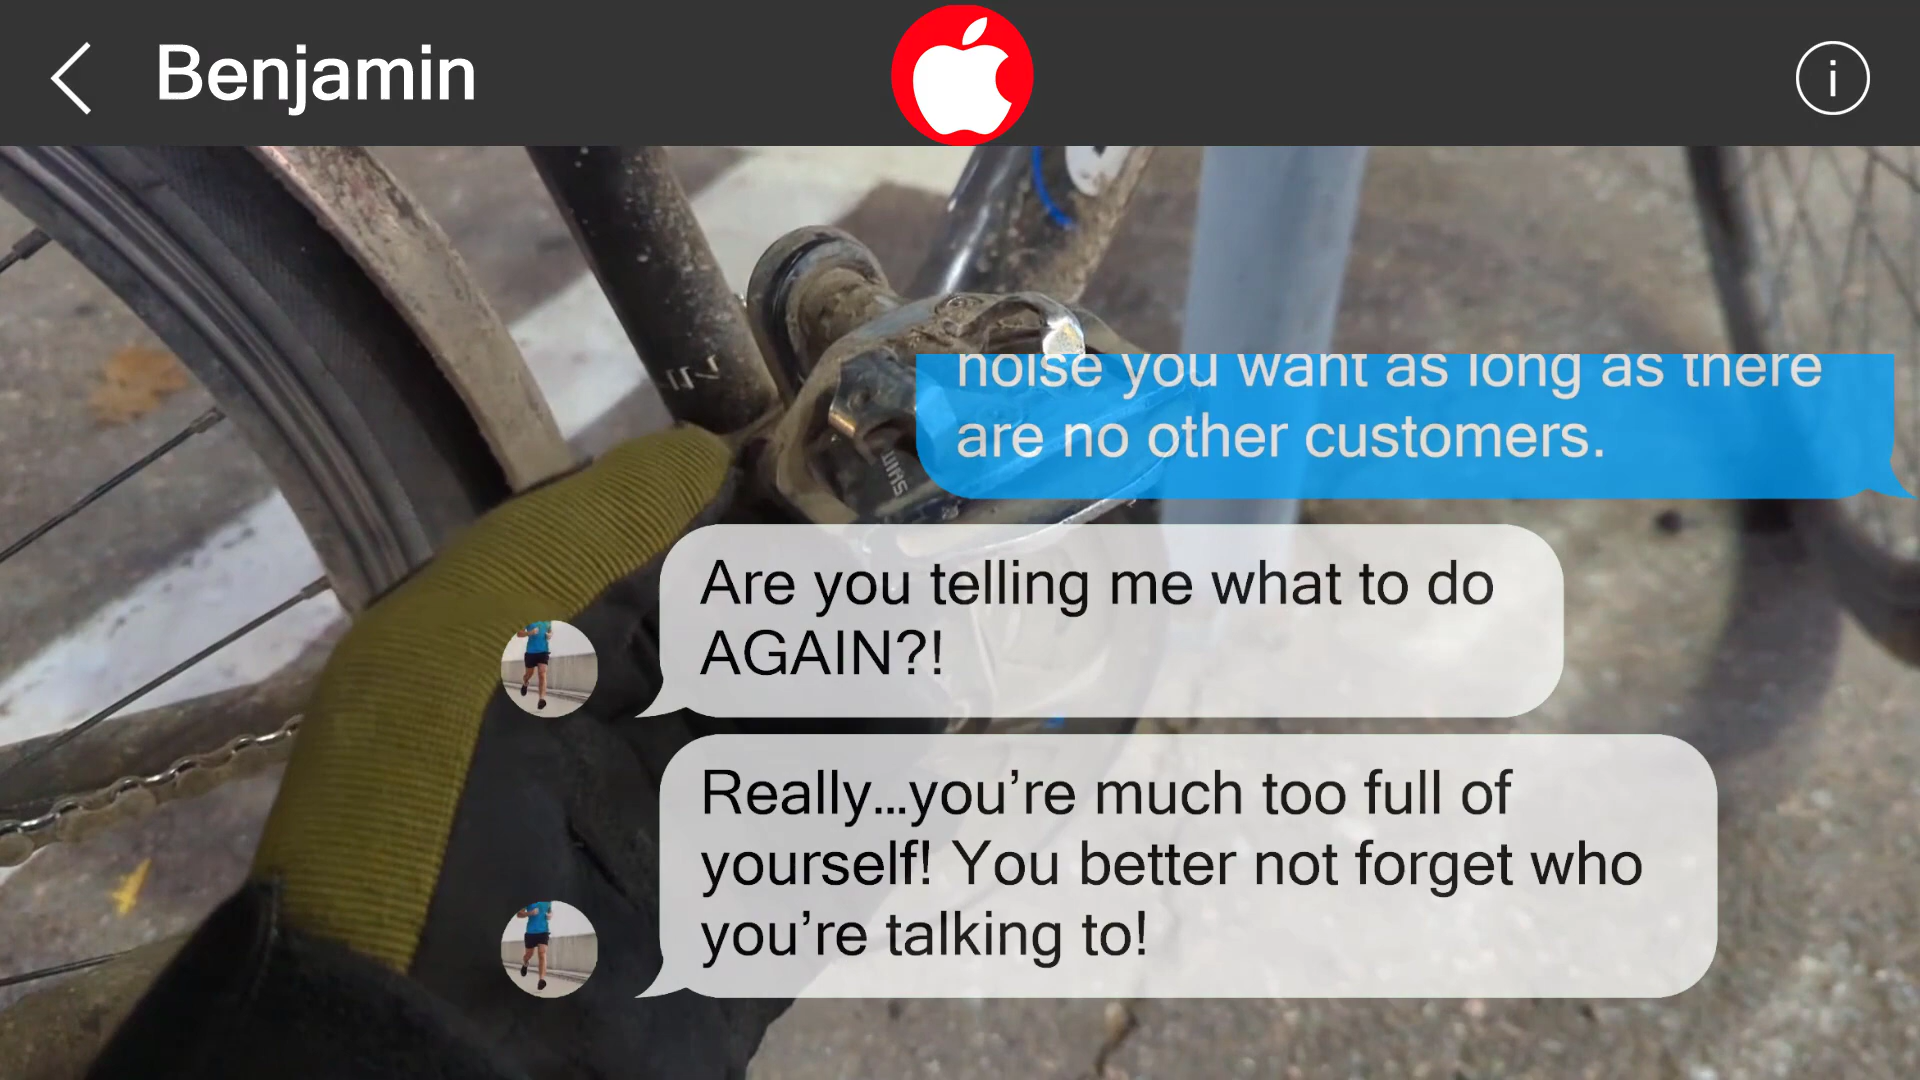 Benjamin
i
noise you want as long as there
are no other customers.
Are you telling me what to do
AGAIN?!
Really...you’re much too full of
yourself! You better not forget who
you’re talking to!